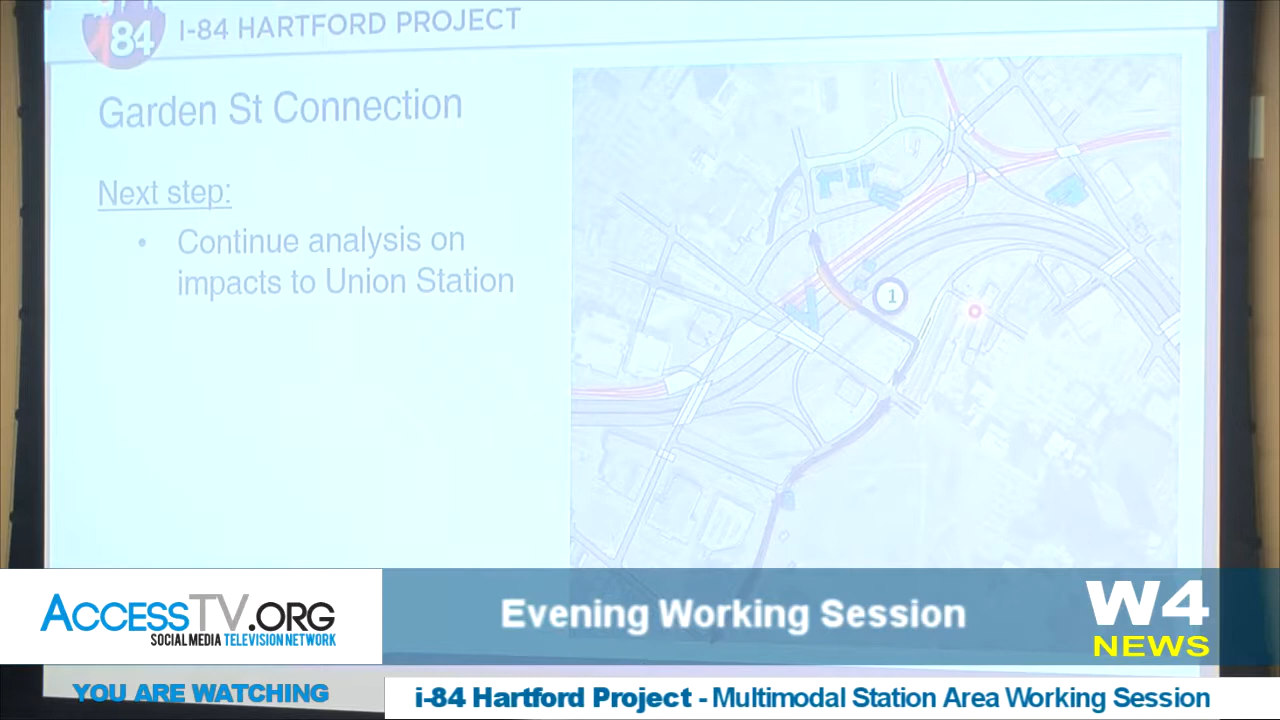 84
I-84 HARTFORD PROJECT
Garden St Connection
Next step:
• Continue analysis on
impacts to Union Station
1
ACCESSTV.ORG
SOCIAL MEDIA TELEVISION NETWORK
Evening Working Session
W4
NEWS
YOU ARE WATCHING
i-84 Hartford Project - Multimodal Station Area Working Session